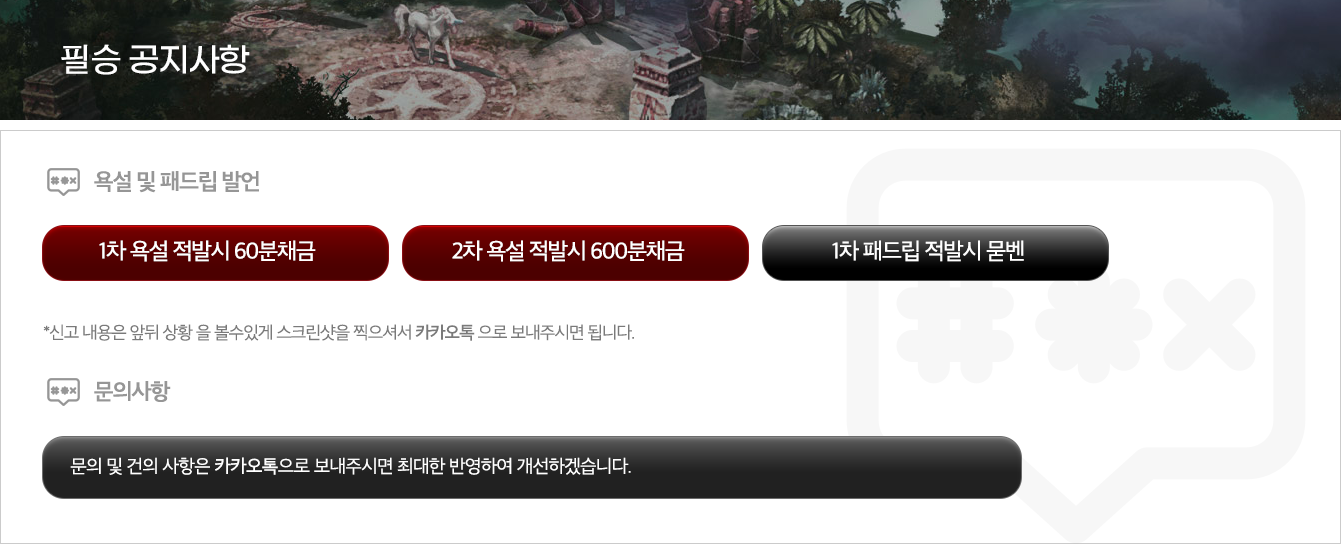 필승 공지사항
욕설 및 패드립 발언
1차 욕설 적발시 60분채금
2차 욕설 적발시 600분채금
1차 패드립 적발시 묻벤
*신고 내용은 앞뒤 상황 을 볼수있게 스크린샷을 찍으셔서 카카오톡 으로 보내주시면 됩니다.
문의사항
문의 및 건의 사항은 카카오톡으로 보내주시면 최대한 반영하여 개선하겠습니다.